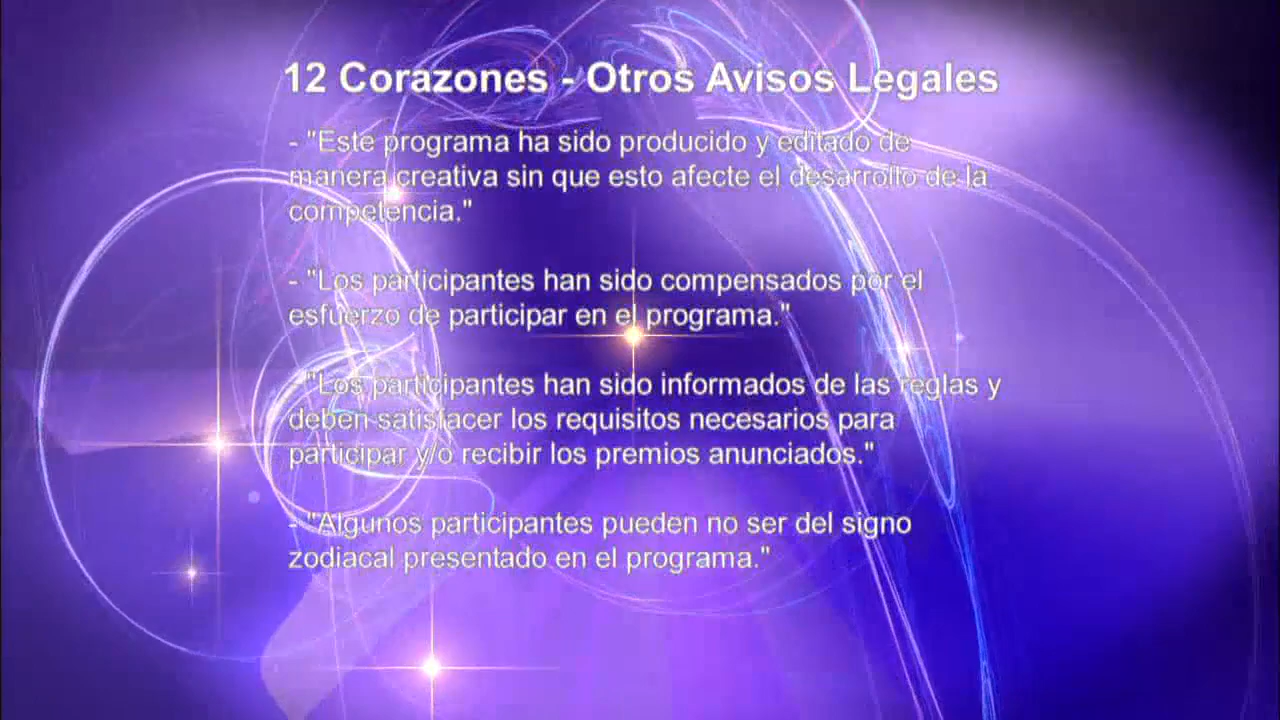 12 Corazones - Otros Avisos Legales
- "Este programa ha sido producido y editado de
manera creativa sin que esto afecte el desarrollo de la
competencia."
- "Los participantes han sido compensados por el
esfuerzo de participar en el programa."
- "Los participantes han sido informados de las reglas y
deben satisfacer los requisitos necesarios para
participar y/o recibir los premios anunciados."
- "Algunos participantes pueden no ser del signo
zodiacal presentado en el programa."